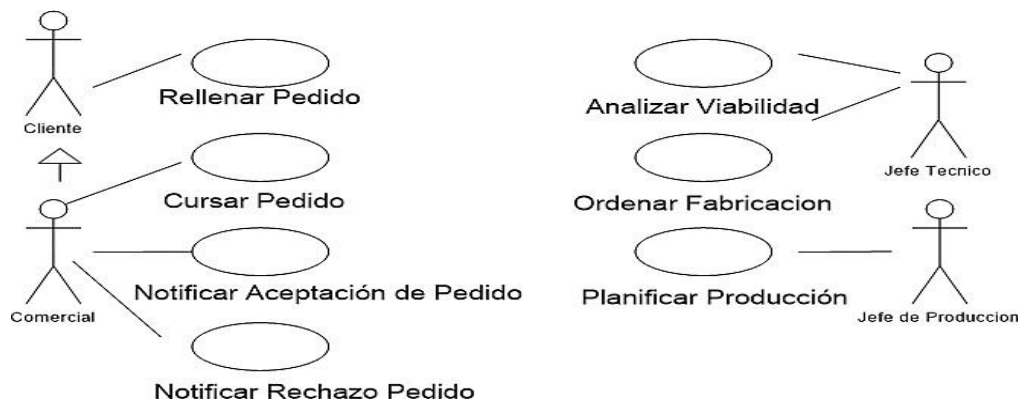 Cliente
Rellenar Pedido
Cursar Pedido
Comercial
Notificar Aceptación de Pedido
Notificar Rechazo Pedido
Analizar Viabilidad
Jefe Tecnico
Ordenar Fabricacion
Planificar Producción
Jefe de Produccion